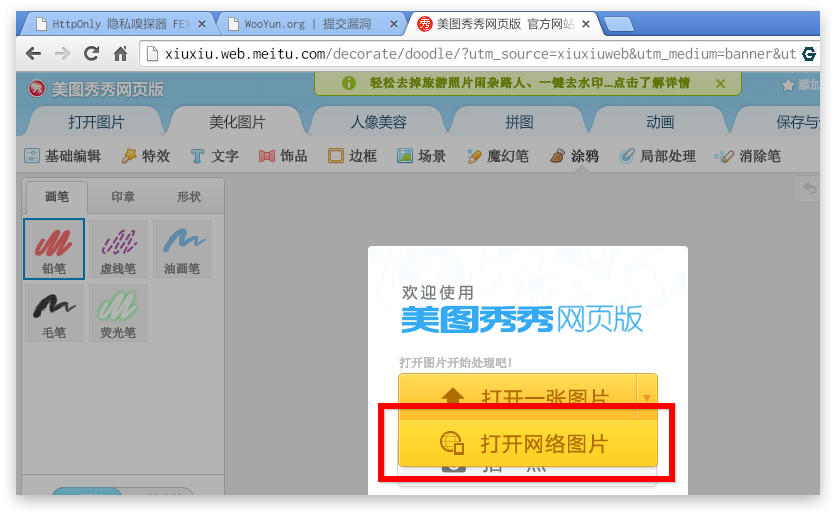 HttpOnly 隐私嗅探器 FEX
WooYun.org | 提交漏洞
美图秀秀网页版 官方网站
xiuxiu.web.meitu.com/decorate/doodle/?utm_source=xiuxiuweb&utm_medium=banner&ut
美图秀秀网页版
轻松去掉旅游照片闲杂路人、一键去水印...点击了解详情
添加
打开图片
美化图片
人像美容
拼图
动画
保存与
基础编辑
特效
文字
饰品
边框
场景
魔幻笔
涂鸦
局部处理
消除笔
画笔
印章
形状
铅笔
虚线笔
油画笔
毛笔
荧光笔
欢迎使用
美图秀秀网页版
打开图片开始处理吧!
打开一张图片
打开网络图片